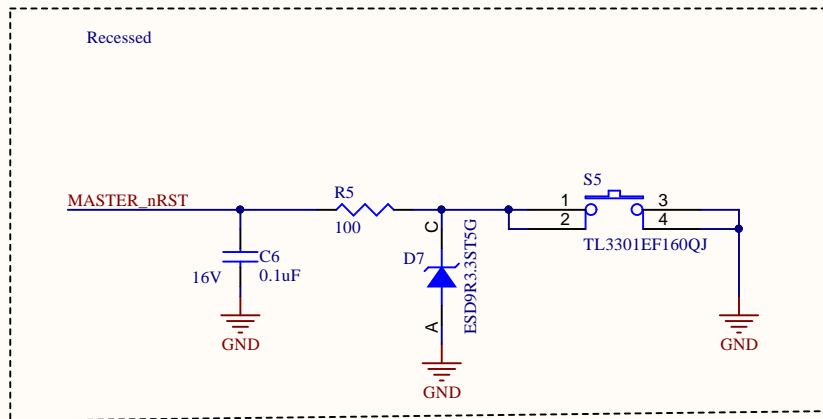 Recessed
S5
MASTER_nRST
R5
100
1
2
3
4
TL3301EF160QJ
C6
0.1uF
16V
D7
C
A
ESD9R3.3ST5G
GND
GND
GND